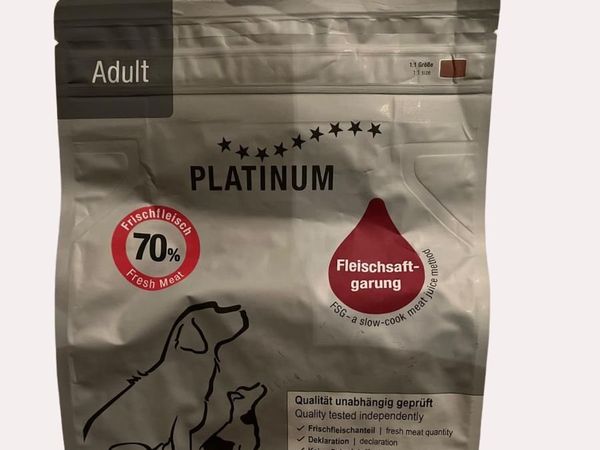 Adult
1:1 Größe
1:1 size
PLATINUM
Frischfleisch
70%
Fresh Meat
Fleischsaft-
garung
FSG - a slow-cook meat juice method
Qualität unabhängig geprüft
Quality tested independently
✓ Frischfleischanteil | fresh meat quantity
✓ Deklaration | declaration